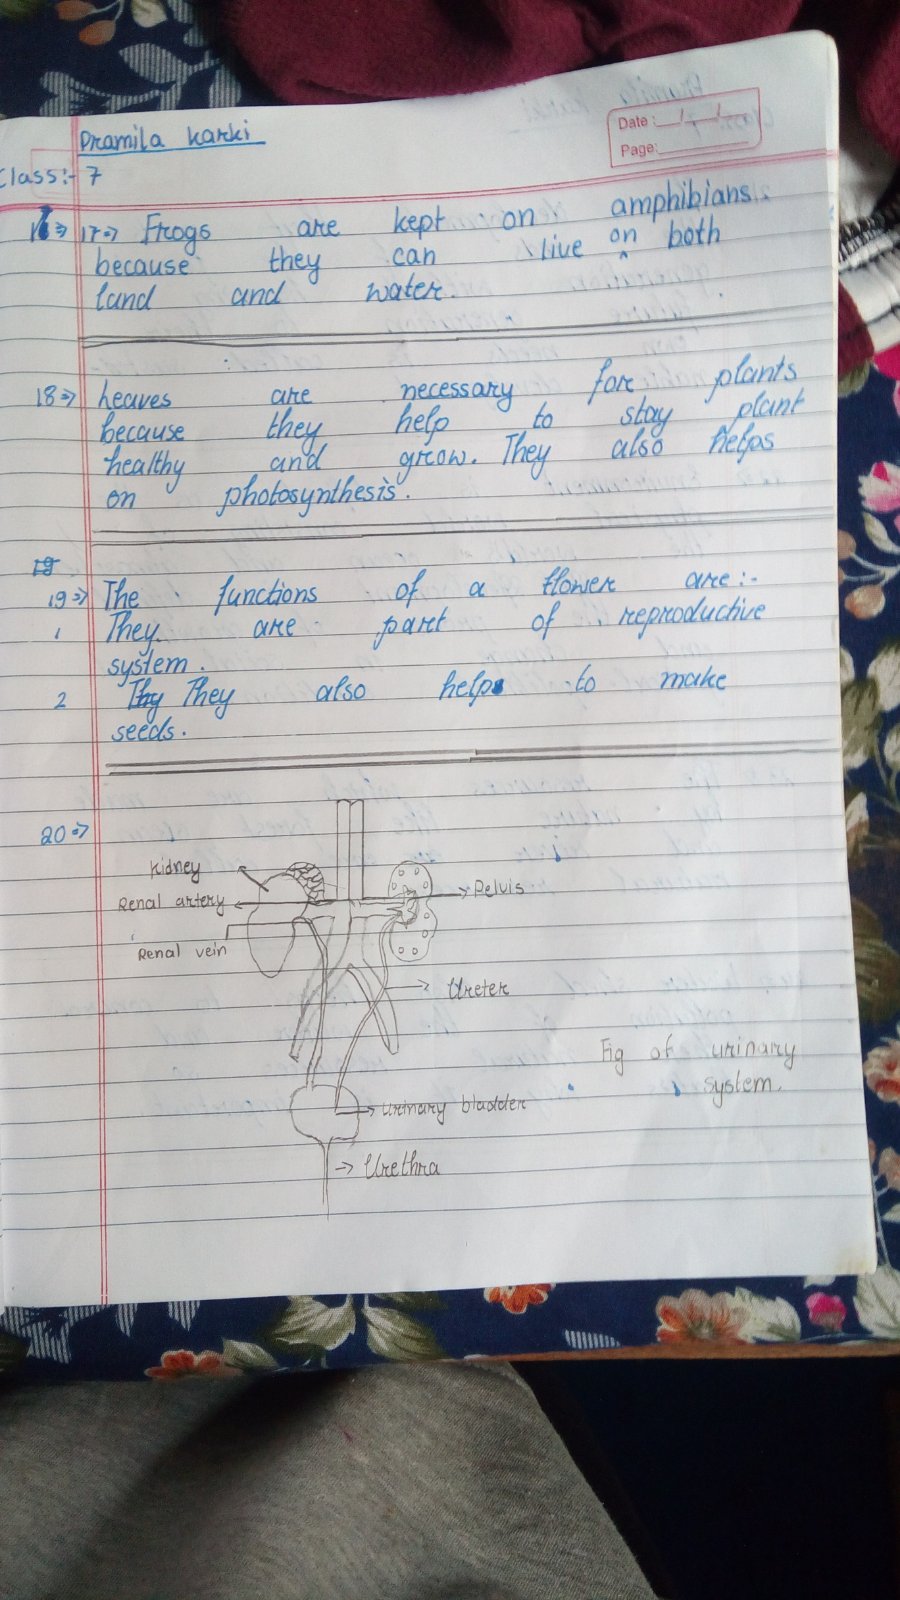 Pramila Karki
Date :
Page:
Class:- 7
17=> Frogs are kept on amphibians.
because they can live on both
land and water.
18=> Leaves are necessary for plants
because they help to stay plant
healthy and grow. They also helps
on photosynthesis.
19
19=> The functions of a flower are:-
1 They are part of reproductive
system.
2 They also help to make
seeds.
20=>
Kidney
Renal artery
Pelvis
Renal vein
Ureter
Fig of urinary
system.
Urinary bladder
Urethra